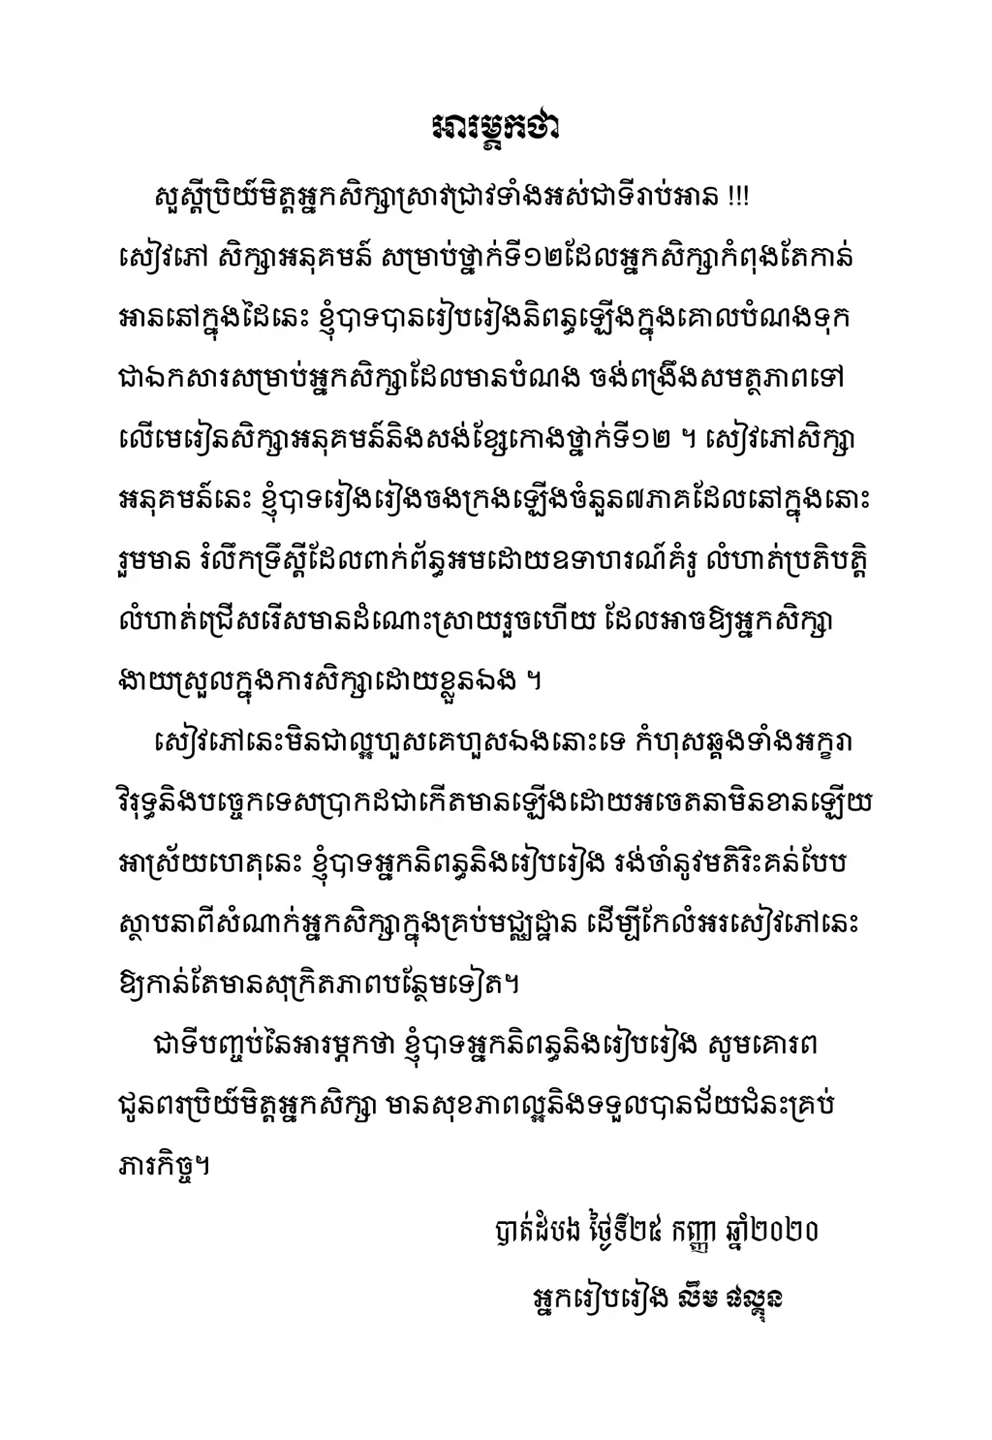 អារម្ភកថា
សួស្តីប្រិយ៍មិត្តអ្នកសិក្សាស្រាវជ្រាវទាំងអស់ជាទីរាប់អាន !!!
សៀវភៅ សិក្សាអនុគមន៍ សម្រាប់ថ្នាក់ទី១២ដែលអ្នកសិក្សាកំពុងតែកាន់
អាននៅក្នុងដៃនេះ ខ្ញុំបាទបានរៀបរៀងនិពន្ធឡើងក្នុងគោលបំណងទុក
ជាឯកសារសម្រាប់អ្នកសិក្សាដែលមានបំណង ចង់ពង្រឹងសមត្ថភាពទៅ
លើមេរៀនសិក្សាអនុគមន៍និងសង់ខ្សែកោងថ្នាក់ទី១២ ។ សៀវភៅសិក្សា
អនុគមន៍នេះ ខ្ញុំបាទរៀងរៀងចងក្រងឡើងចំនួន៧ភាគដែលនៅក្នុងនោះ
រួមមាន រំលឹកទ្រឹស្តីដែលពាក់ព័ន្ធអមដោយឧទាហរណ៍គំរូ លំហាត់ប្រតិបត្តិ
លំហាត់ជ្រើសរើសមានដំណោះស្រាយរួចហើយ ដែលអាចឱ្យអ្នកសិក្សា
ងាយស្រួលក្នុងការសិក្សាដោយខ្លួនឯង ។
សៀវភៅនេះមិនជាល្អហួសគេហួសឯងនោះទេ កំហុសឆ្គងទាំងអក្ខរា
វិរុទ្ធនិងបច្ចេកទេសប្រាកដជាកើតមានឡើងដោយអចេតនាមិនខានឡើយ
អាស្រ័យហេតុនេះ ខ្ញុំបាទអ្នកនិពន្ធនិងរៀបរៀង រង់ចាំនូវមតិរិះគន់បែប
ស្ថាបនាពីសំណាក់អ្នកសិក្សាក្នុងគ្រប់មជ្ឈដ្ឋាន ដើម្បីកែលំអរសៀវភៅនេះ
ឱ្យកាន់តែមានសុក្រិតភាពបន្ថែមទៀត។
ជាទីបញ្ចប់នៃអារម្ភកថា ខ្ញុំបាទអ្នកនិពន្ធនិងរៀបរៀង សូមគោរព
ជូនពរប្រិយ៍មិត្តអ្នកសិក្សា មានសុខភាពល្អនិងទទួលបានជ័យជំនះគ្រប់
ភារកិច្ច។
បាត់ដំបង ថ្ងៃទី២៥ កញ្ញា ឆ្នាំ២០២០
អ្នករៀបរៀង លឹម ផល្គុន